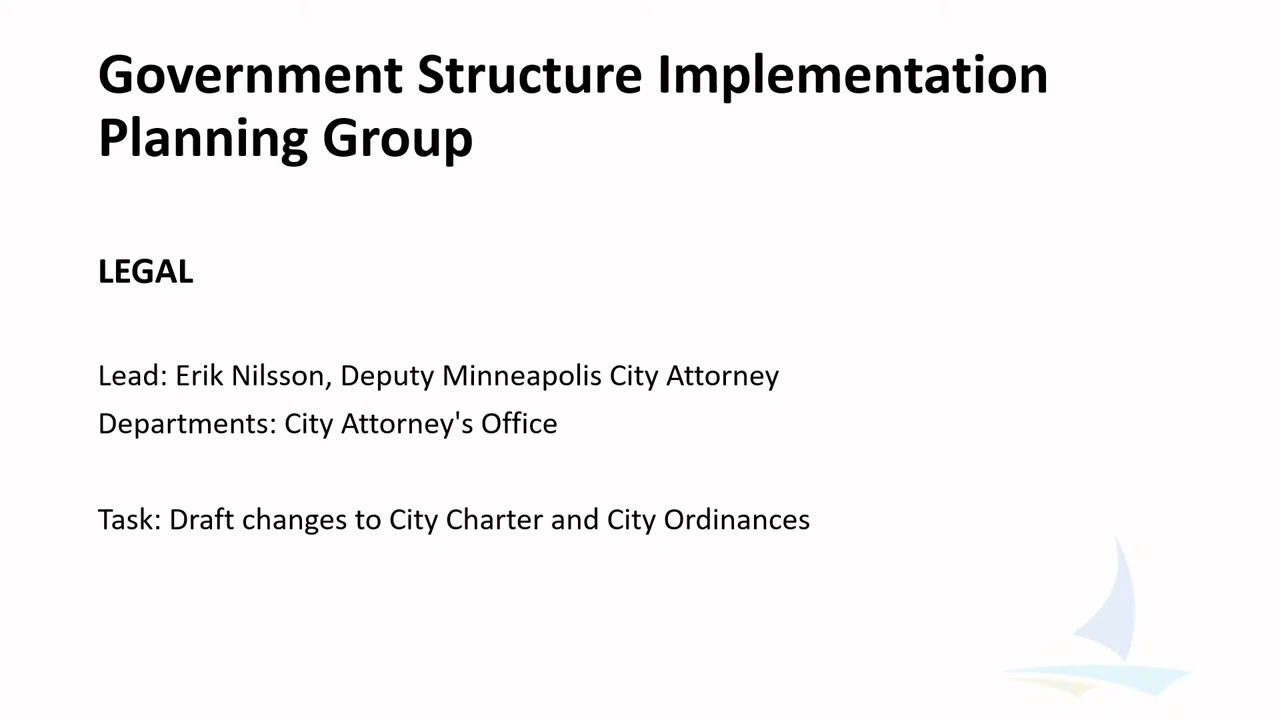 Government Structure Implementation
Planning Group
LEGAL
Lead: Erik Nilsson, Deputy Minneapolis City Attorney
Departments: City Attorney's Office
Task: Draft changes to City Charter and City Ordinances